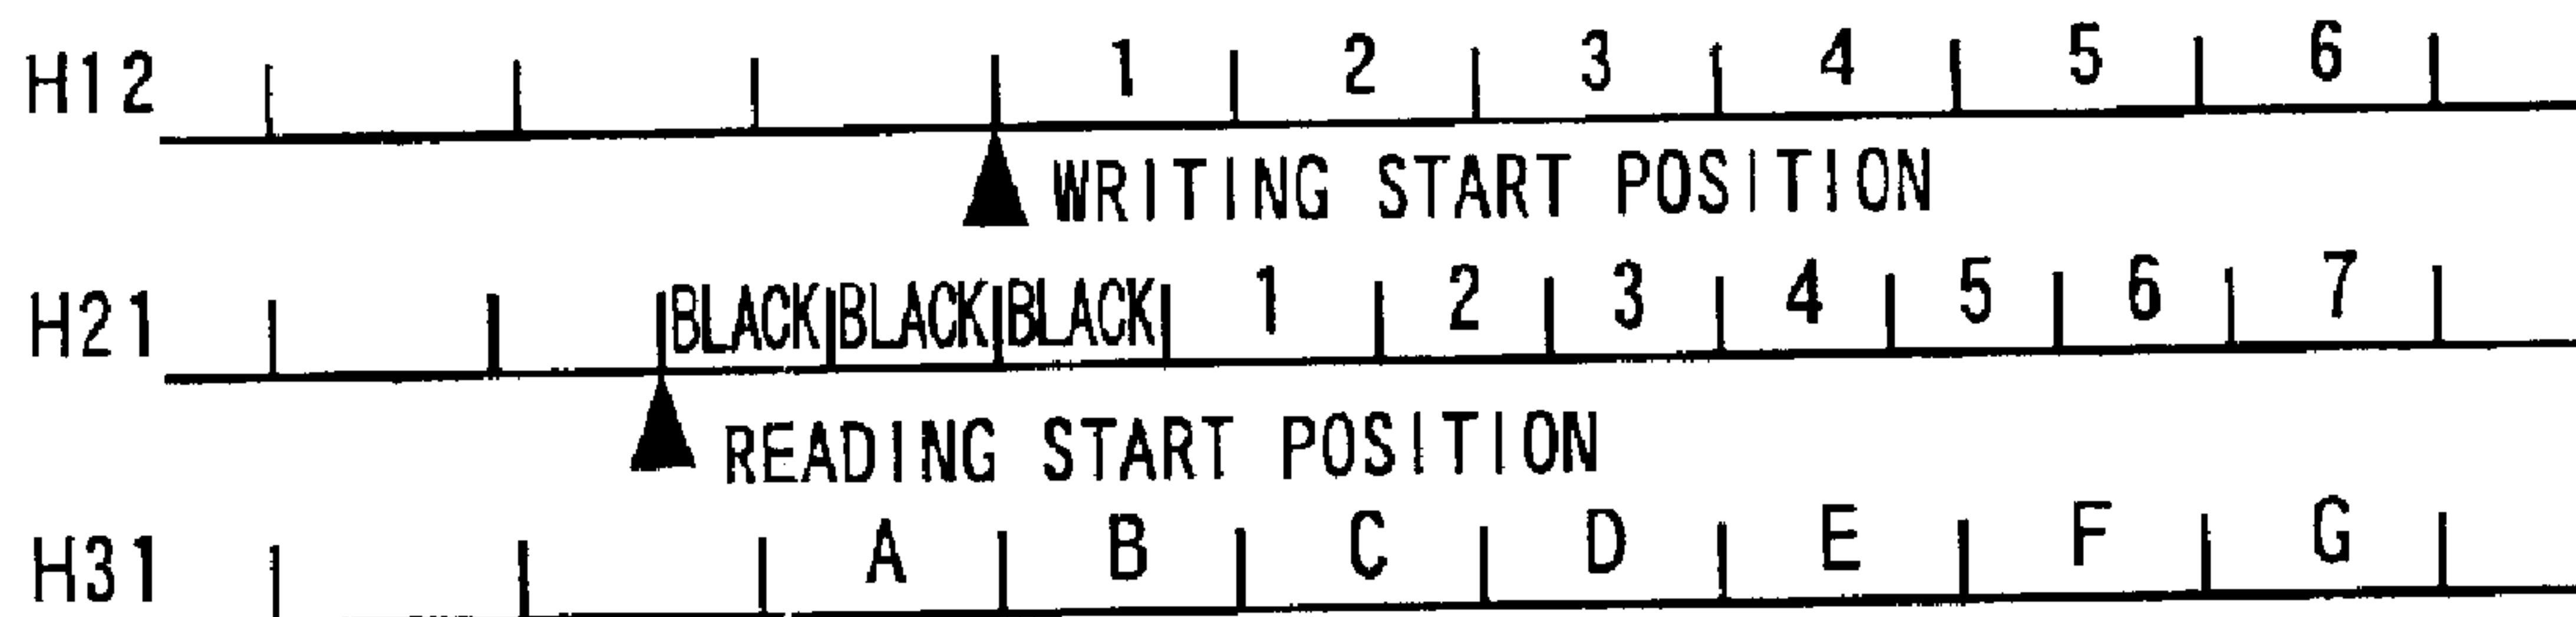 H12 1 2 3 4 5 6
WRITING START POSITION
H21 BLACK BLACK BLACK 1 2 3 4 5 6 7
READING START POSITION
H31 A B C D E F G